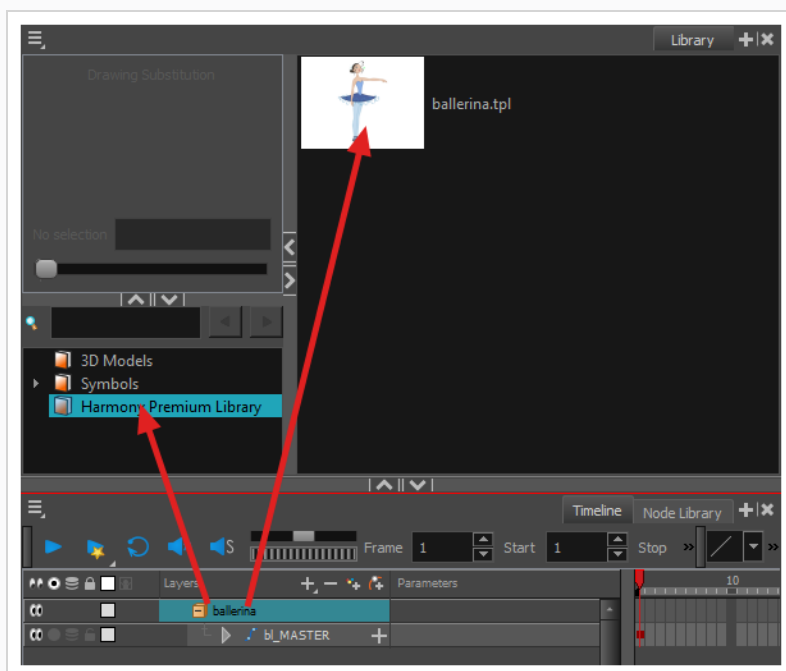 Library
Drawing Substitution
ballerina.tpl
No selection
3D Models
Symbols
Harmony Premium Library
Timeline
Node Library
S
Frame 1 Start 1 Stop
Layers Parameters 10
ballerina
bl_MASTER